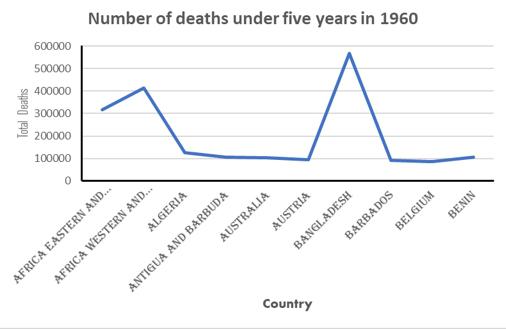 Number of deaths under five years in 1960
600000
500000
400000
300000
200000
100000
0
Total Deaths
AFRICA EASTERN AND...
AFRICA WESTERN AND...
ALGERIA
ANTIGUA AND BARBUDA
AUSTRALIA
AUSTRIA
BANGLADESH
BARBADOS
BELGIUM
BENIN
Country